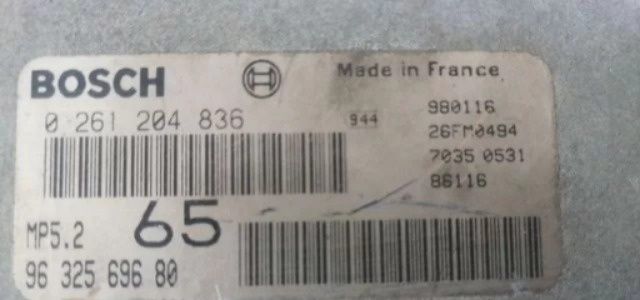 BOSCH
Made in France
0 261 204 836
944
980116
26FM0494
7035 0531
86116
MP5.2
65
96 325 696 80